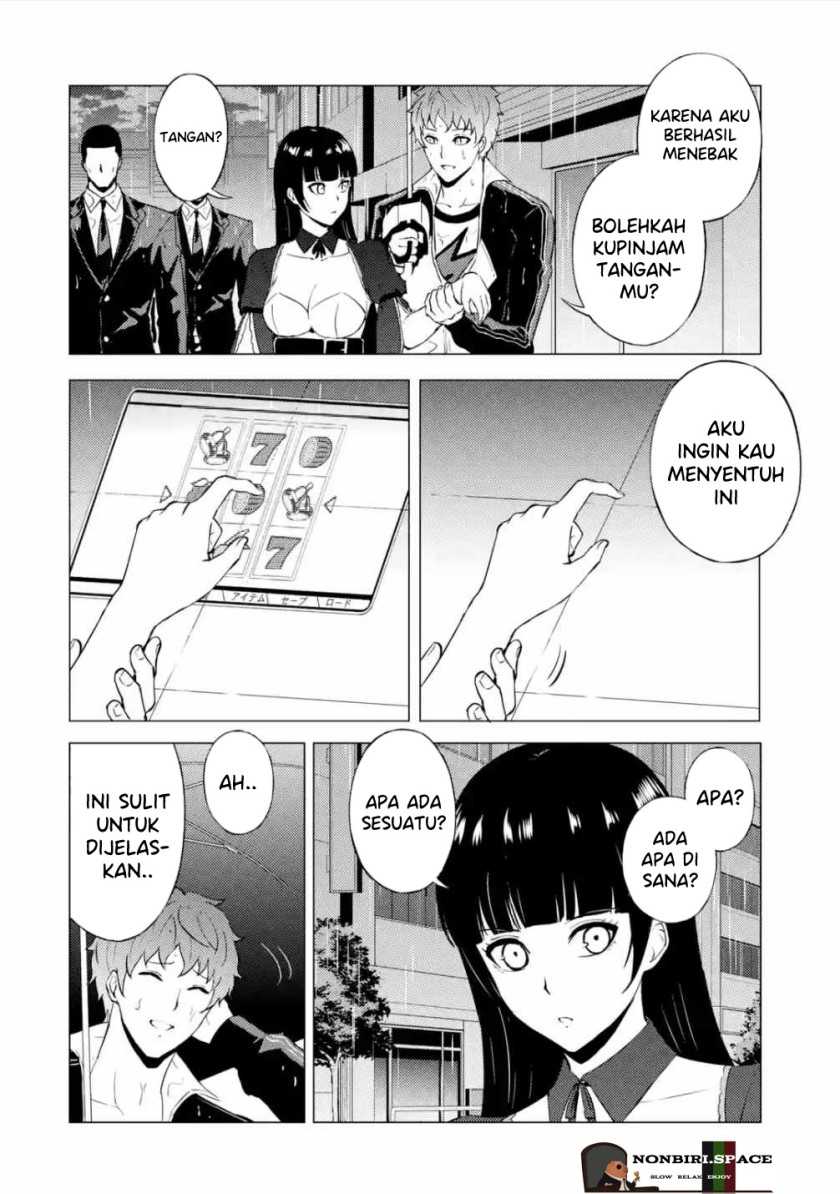 KARENA AKU
BERHASIL
MENEBAK
BOLEHKAH
KUPINJAM
TANGAN-
MU?
TANGAN?
AKU
INGIN KAU
MENYENTUH
INI
7
7
アイテム
セーブ
ロード
APA?
ADA
APA DI
SANA?
APA ADA
SESUATU?
AH..
INI SULIT
UNTUK
DIJELAS-
KAN..
NONBIRI.SPACE
SLOW RELAX ENJOY